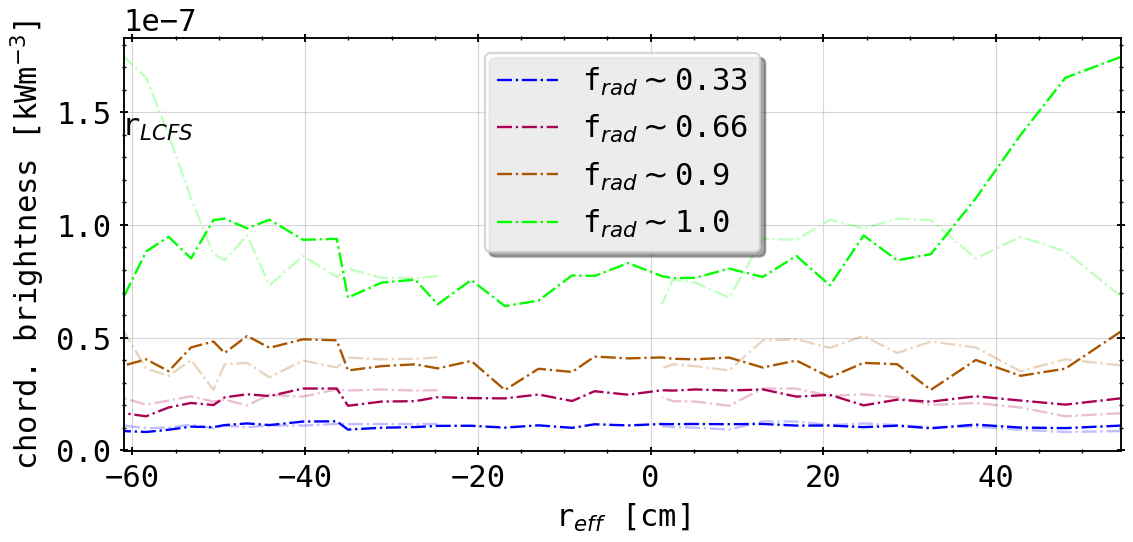 1e−7
chord. brightness [kWm⁻³]
1.5
1.0
0.5
0.0
r_LCFS
f_rad ∼ 0.33
f_rad ∼ 0.66
f_rad ∼ 0.9
f_rad ∼ 1.0
−60 −40 −20 0 20 40
r_eff [cm]